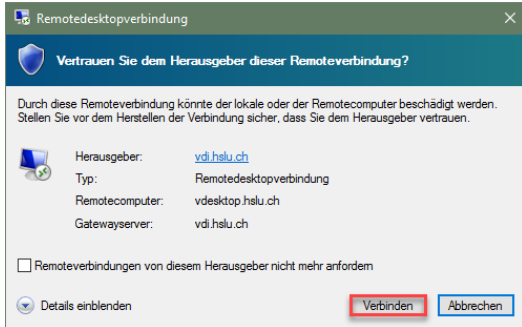 Remotedesktopverbindung
Vertrauen Sie dem Herausgeber dieser Remoteverbindung?
Durch diese Remoteverbindung könnte der lokale oder der Remotecomputer beschädigt werden.
Stellen Sie vor dem Herstellen der Verbindung sicher, dass Sie dem Herausgeber vertrauen.
Herausgeber: vdi.hslu.ch
Typ: Remotedesktopverbindung
Remotecomputer: vdesktop.hslu.ch
Gatewayserver: vdi.hslu.ch
Remoteverbindungen von diesem Herausgeber nicht mehr anfordern
Details einblenden Verbinden Abbrechen